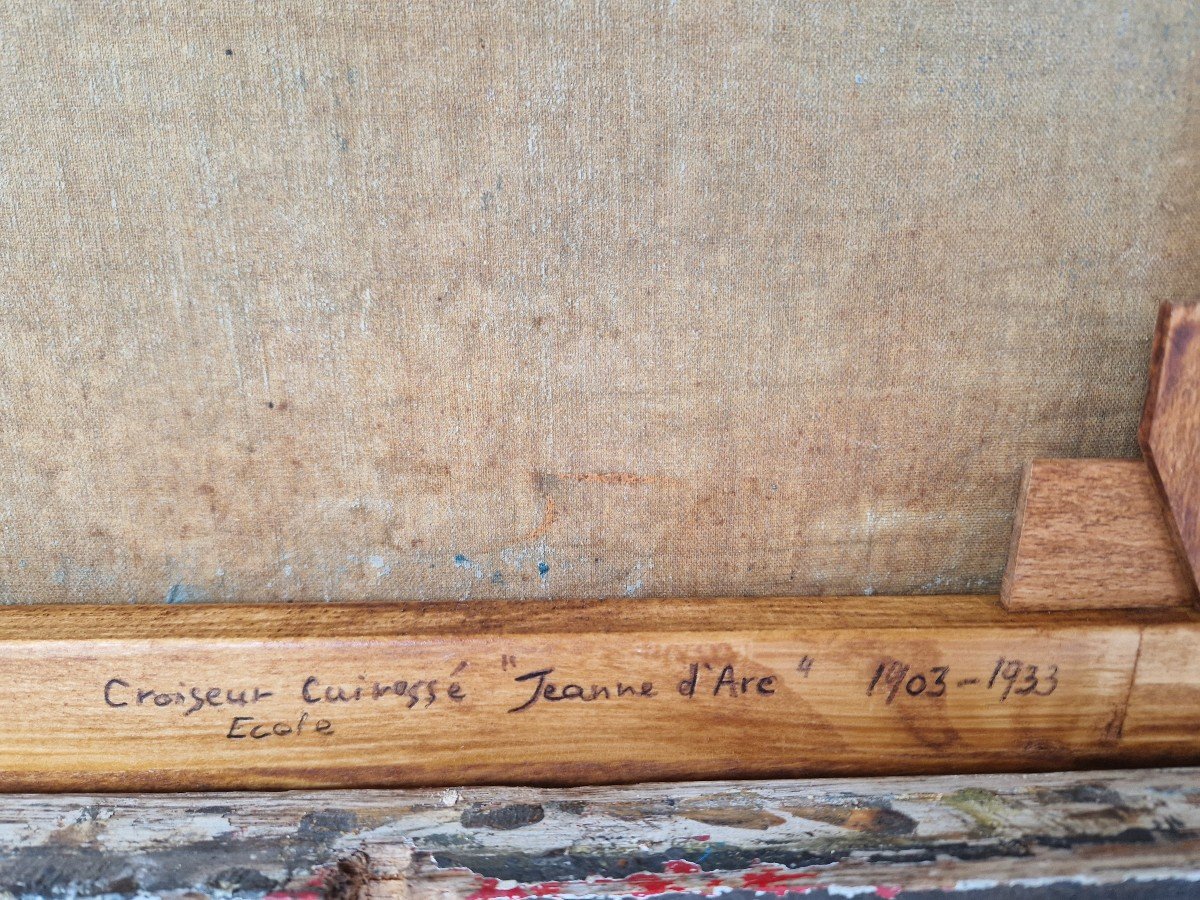 Croiseur Cuirassé "Jeanne d'Arc" 1903-1933
Ecole